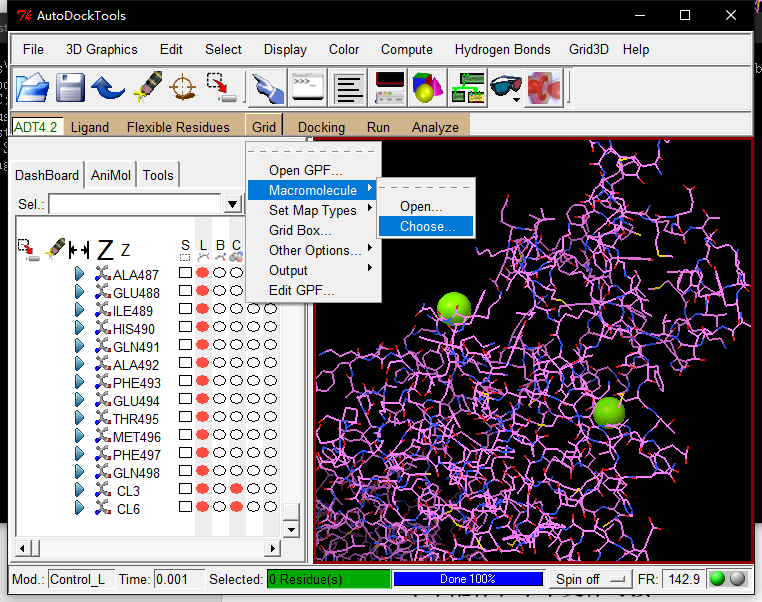 AutoDockTools
File 3D Graphics Edit Select Display Color Compute Hydrogen Bonds Grid3D Help
ADT4.2 Ligand Flexible Residues Grid Docking Run Analyze
Open GPF...
Macromolecule
Set Map Types
Grid Box...
Other Options...
Output
Edit GPF...
Open...
Choose...
DashBoard AniMol Tools
Sel.:
Z Z S L B C
ALA487
GLU488
ILE489
HIS490
GLN491
ALA492
PHE493
GLU494
THR495
MET496
PHE497
GLN498
CL3
CL6
Mod.: Control_L Time: 0.001 Selected: 0 Residue(s) Done 100% Spin off FR: 142.9